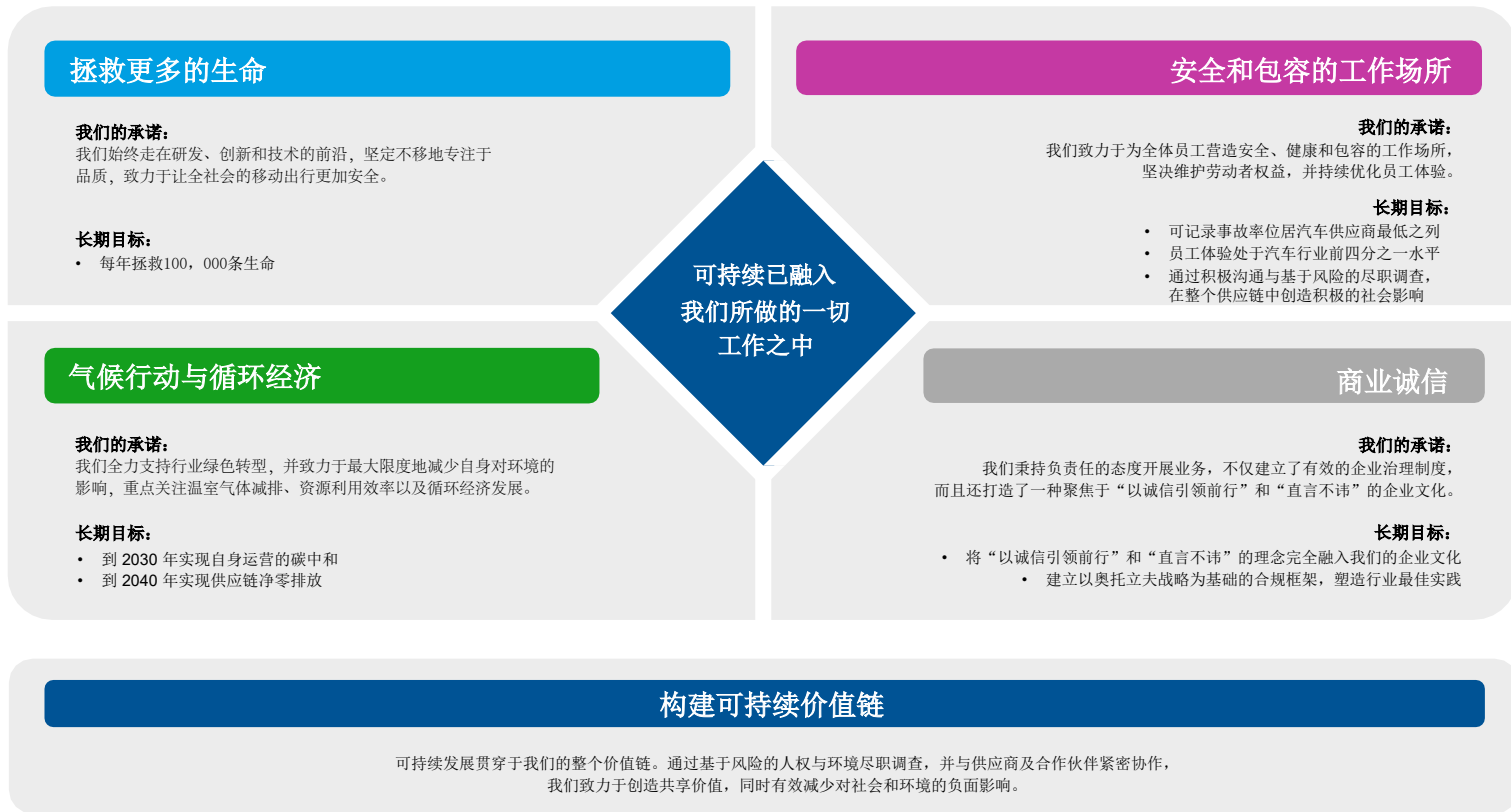 拯救更多的生命
我们的承诺：
我们始终走在研发、创新和技术的前沿，坚定不移地专注于
品质，致力于让全社会的移动出行更加安全。
长期目标：
• 每年拯救100，000条生命
安全和包容的工作场所
我们的承诺：
我们致力于为全体员工营造安全、健康和包容的工作场所，
坚决维护劳动者权益，并持续优化员工体验。
长期目标：
• 可记录事故率位居汽车供应商最低之列
• 员工体验处于汽车行业前四分之一水平
• 通过积极沟通与基于风险的尽职调查，
在整个供应链中创造积极的社会影响
可持续已融入
我们所做的一切
工作之中
气候行动与循环经济
我们的承诺：
我们全力支持行业绿色转型，并致力于最大限度地减少自身对环境的
影响，重点关注温室气体减排、资源利用效率以及循环经济发展。
长期目标：
• 到 2030 年实现自身运营的碳中和
• 到 2040 年实现供应链净零排放
商业诚信
我们的承诺：
我们秉持负责任的态度开展业务，不仅建立了有效的企业治理制度，
而且还打造了一种聚焦于“以诚信引领前行”和“直言不讳”的企业文化。
长期目标：
• 将“以诚信引领前行”和“直言不讳”的理念完全融入我们的企业文化
• 建立以奥托立夫战略为基础的合规框架，塑造行业最佳实践
构建可持续价值链
可持续发展贯穿于我们的整个价值链。通过基于风险的人权与环境尽职调查，并与供应商及合作伙伴紧密协作，
我们致力于创造共享价值，同时有效减少对社会和环境的负面影响。